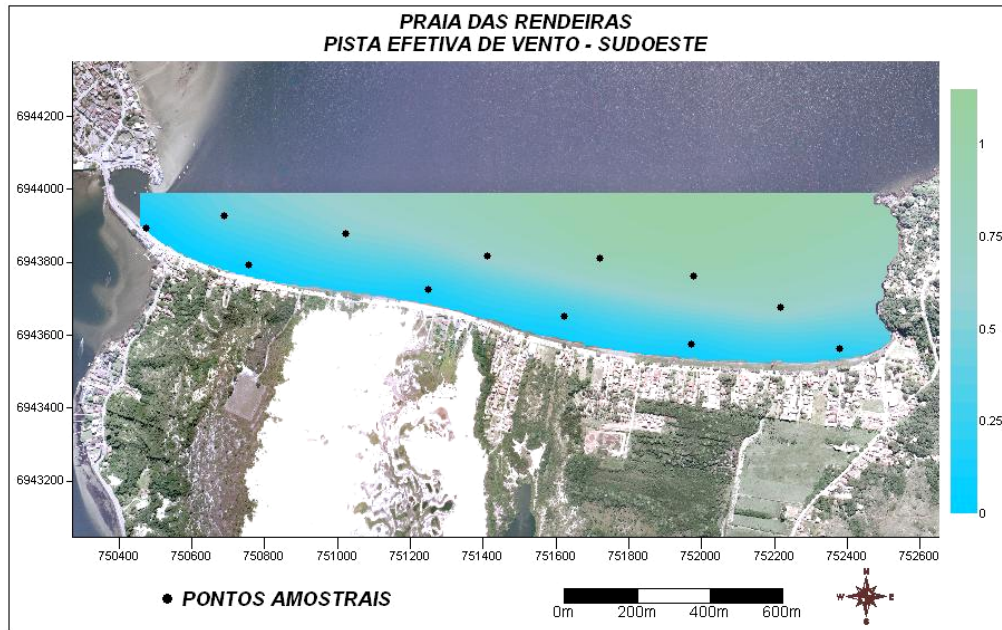 PRAIA DAS RENDEIRAS
PISTA EFETIVA DE VENTO - SUDOESTE
6944200
6944000
6943800
6943600
6943400
6943200
1
0.75
0.5
0.25
0
750400 750600 750800 751000 751200 751400 751600 751800 752000 752200 752400 752600
PONTOS AMOSTRAIS
0m 200m 400m 600m
N
W E
S